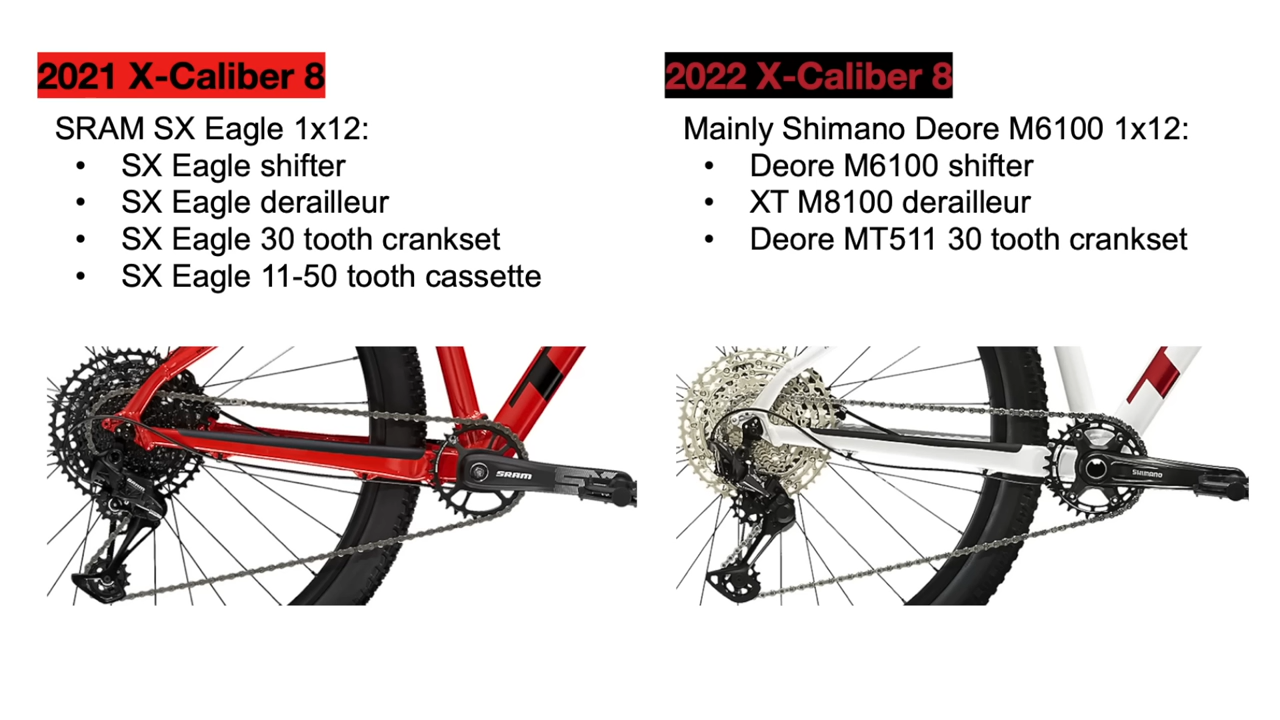 2021 X-Caliber 8
SRAM SX Eagle 1x12:
• SX Eagle shifter
• SX Eagle derailleur
• SX Eagle 30 tooth crankset
• SX Eagle 11-50 tooth cassette
SRAM
2022 X-Caliber 8
Mainly Shimano Deore M6100 1x12:
• Deore M6100 shifter
• XT M8100 derailleur
• Deore MT511 30 tooth crankset
SHIMANO